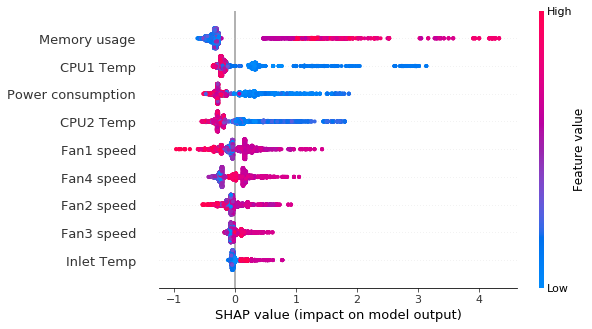 High
Memory usage
CPU1 Temp
Power consumption
CPU2 Temp
Fan1 speed
Fan4 speed
Fan2 speed
Fan3 speed
Inlet Temp
Feature value
Low
−1 0 1 2 3 4
SHAP value (impact on model output)